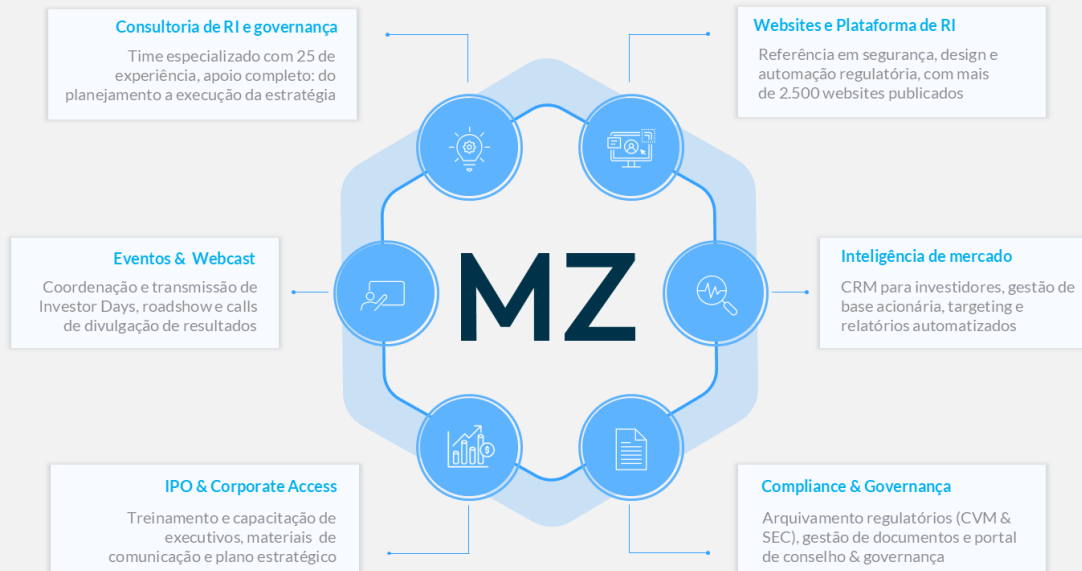 Consultoria de RI e governança
Time especializado com 25 de
experiência, apoio completo: do
planejamento a execução da estratégia
Websites e Plataforma de RI
Referência em segurança, design e
automação regulatória, com mais
de 2.500 websites publicados
Eventos & Webcast
Coordenação e transmissão de
Investor Days, roadshow e calls
de divulgação de resultados
MZ
Inteligência de mercado
CRM para investidores, gestão de
base acionária, targeting e
relatórios automatizados
IPO & Corporate Access
Treinamento e capacitação de
executivos, materiais de
comunicação e plano estratégico
Compliance & Governança
Arquivamento regulatórios (CVM &
SEC), gestão de documentos e portal
de conselho & governança